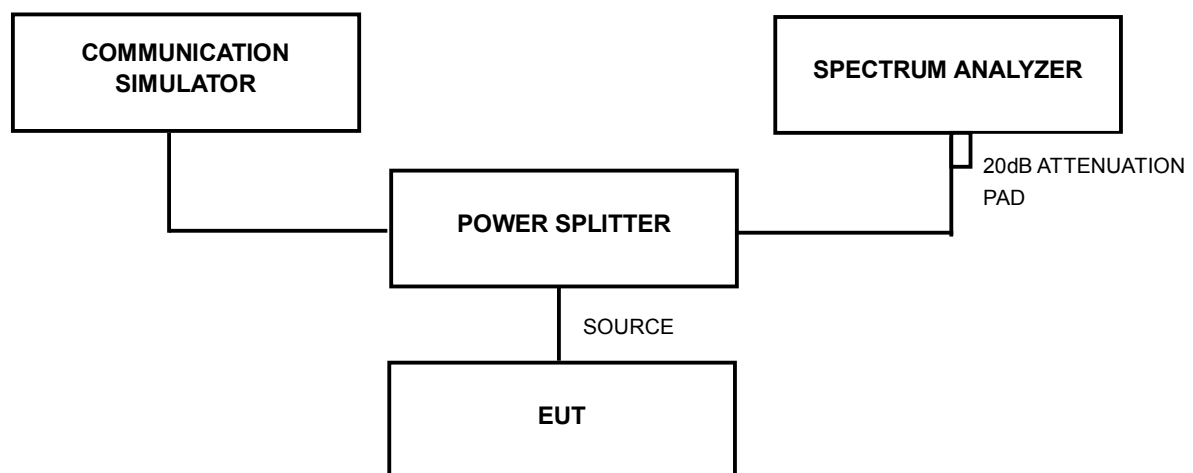 COMMUNICATION
SIMULATOR
SPECTRUM ANALYZER
20dB ATTENUATION
PAD
POWER SPLITTER
SOURCE
EUT